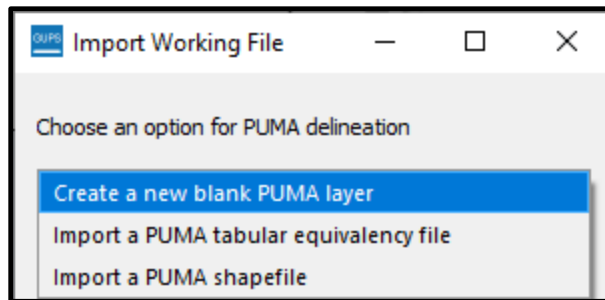 GUPS Import Working File
Choose an option for PUMA delineation
Create a new blank PUMA layer
Import a PUMA tabular equivalency file
Import a PUMA shapefile